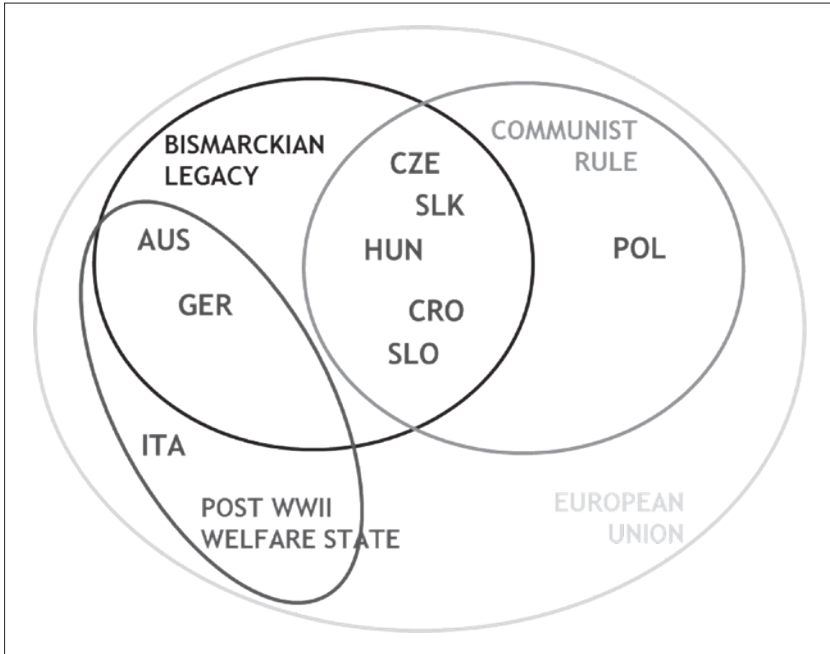 BISMARCKIAN
LEGACY
COMMUNIST
RULE
CZE
SLK
AUS
HUN
POL
GER
CRO
SLO
ITA
POST WWII
WELFARE STATE
EUROPEAN
UNION